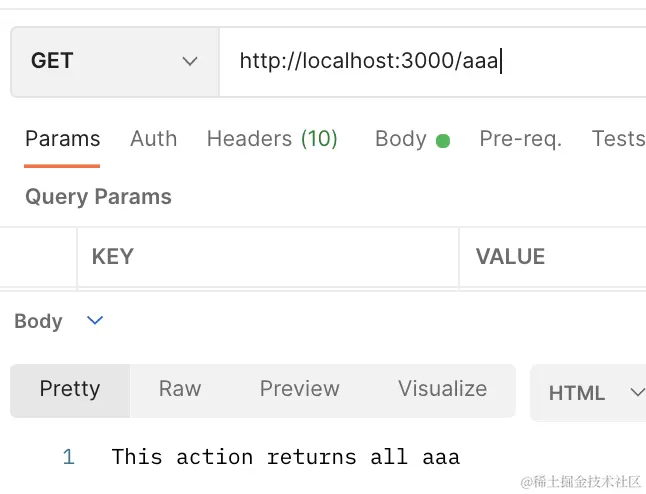 GET http://localhost:3000/aaa
Params Auth Headers (10) Body Pre-req. Tests
Query Params
KEY VALUE
Body
Pretty Raw Preview Visualize HTML
1 This action returns all aaa
@稀土掘金技术社区